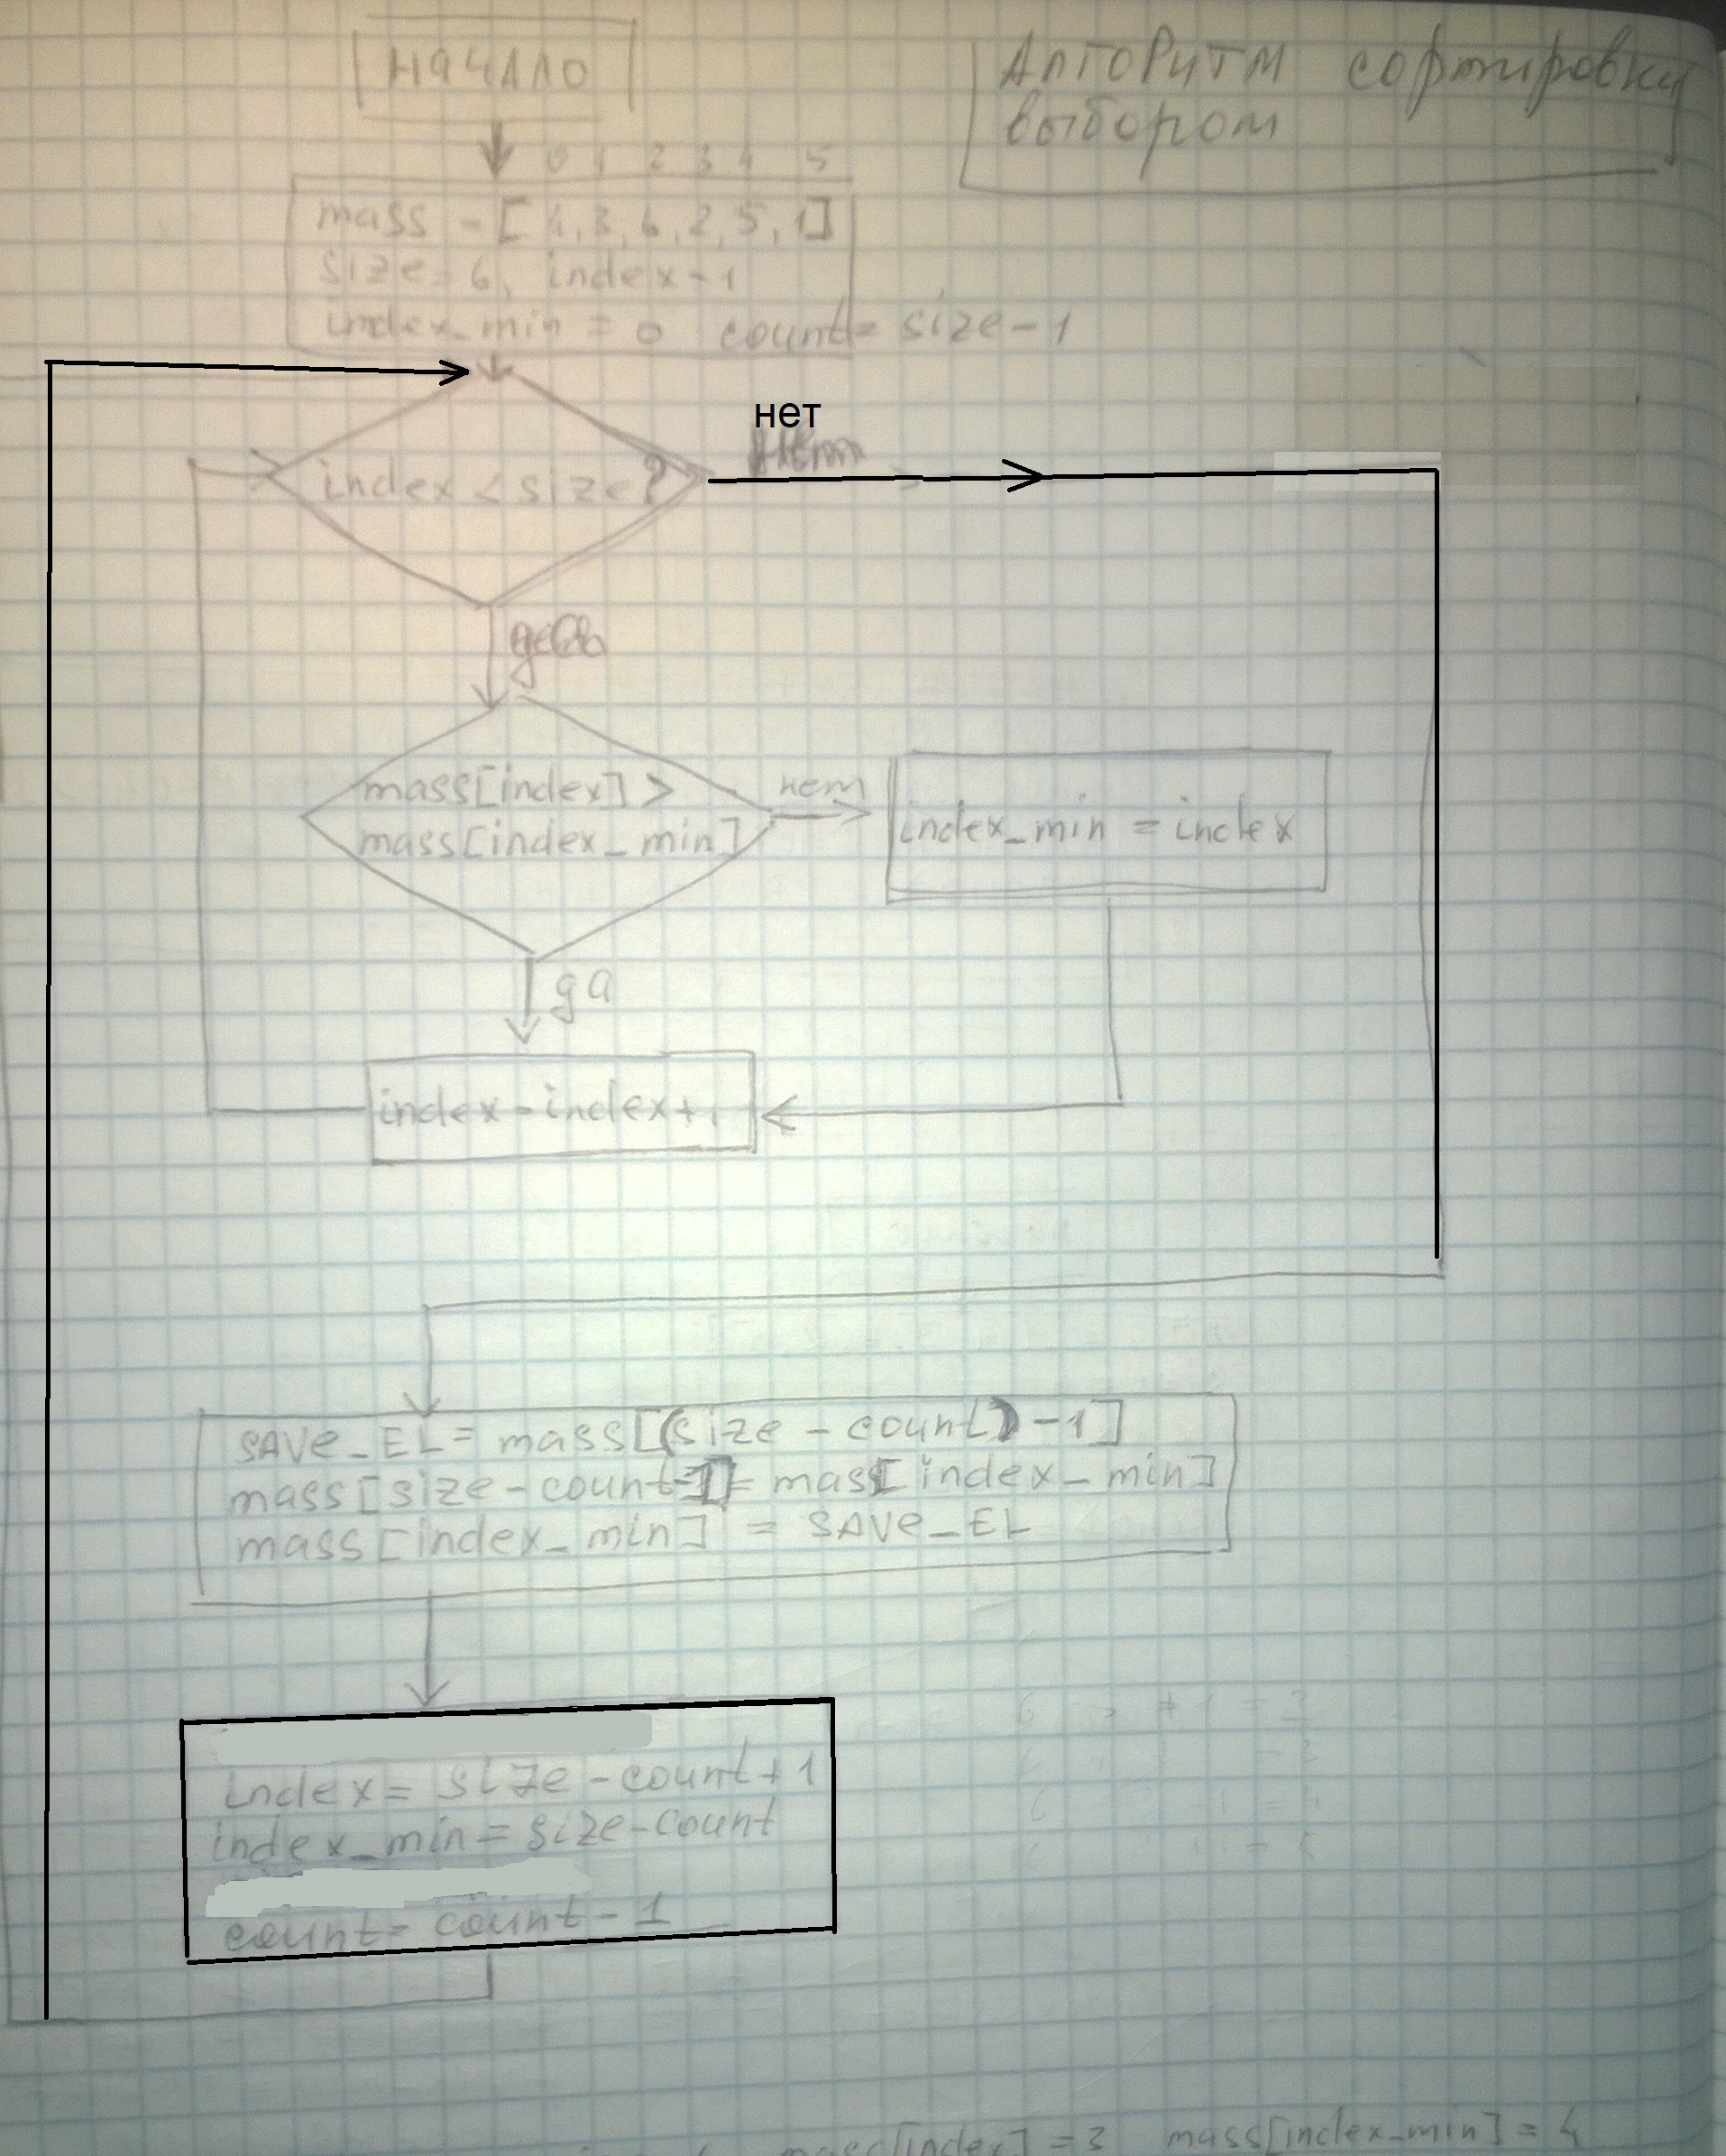 НАЧАЛО
АЛГОРИТМ сортировки
выбором
0 1 2 3 4 5
mass = [4,3,6,2,5,1]
size=6, index=1
index_min = 0 count= size-1
нет
index < size?
да
mass[index] >
mass[index_min]
нет
index_min = index
да
index=index+1
SAVe_EL= mass[(size - count)-1]
mass[size-count-1]= mass[index_min]
mass[index_min] = SAVe_EL
index= size-count+1
index_min=size-count
count= count-1
mass[index]=3 mass[index_min]=4